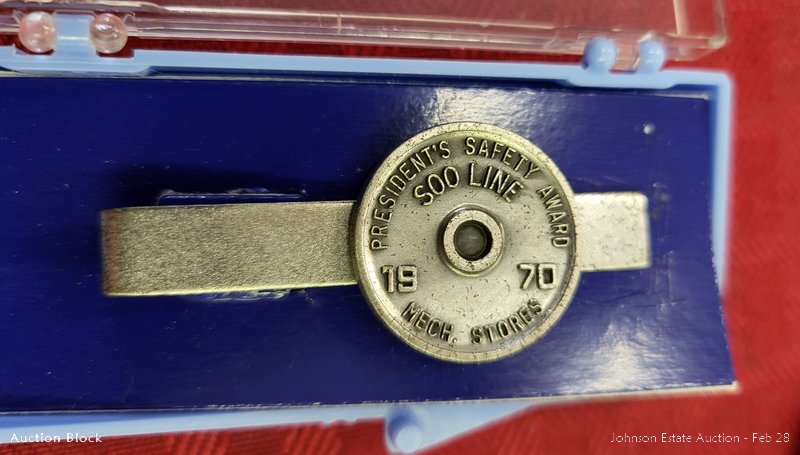 PRESIDENT'S SAFETY AWARD
SOO LINE
19 70
MECH. STORES
Auction Block
Johnson Estate Auction - Feb 28